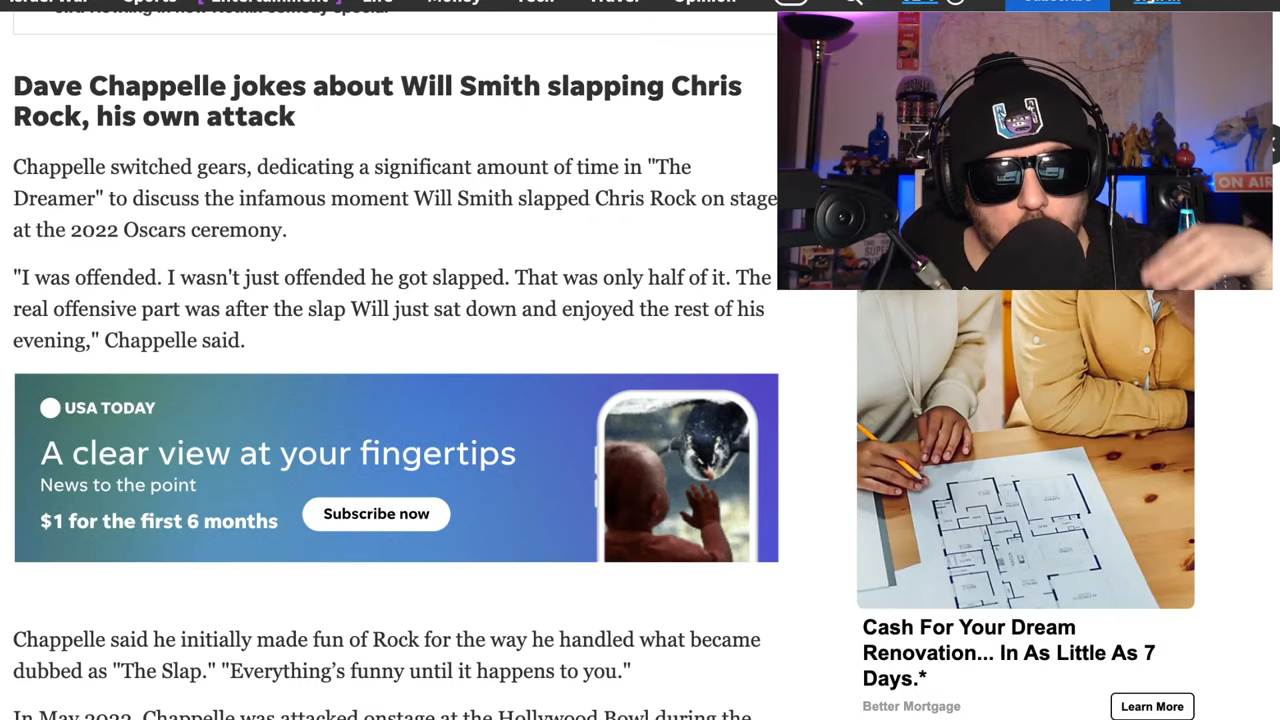 Israel War Sports [ Entertainment ] Life Money Tech Travel Opinion
Subscribe Sign In
Dave Chappelle jokes about Will Smith slapping Chris
Rock, his own attack
Chappelle switched gears, dedicating a significant amount of time in "The
Dreamer" to discuss the infamous moment Will Smith slapped Chris Rock on stage
at the 2022 Oscars ceremony.
"I was offended. I wasn't just offended he got slapped. That was only half of it. The
real offensive part was after the slap Will just sat down and enjoyed the rest of his
evening," Chappelle said.
USA TODAY
A clear view at your fingertips
News to the point
$1 for the first 6 months
Subscribe now
Chappelle said he initially made fun of Rock for the way he handled what became
dubbed as "The Slap." "Everything's funny until it happens to you."
In May 2022, Chappelle was attacked onstage at the Hollywood Bowl during the
U
ON AIR
Cash For Your Dream
Renovation... In As Little As 7
Days.*
Better Mortgage
Learn More